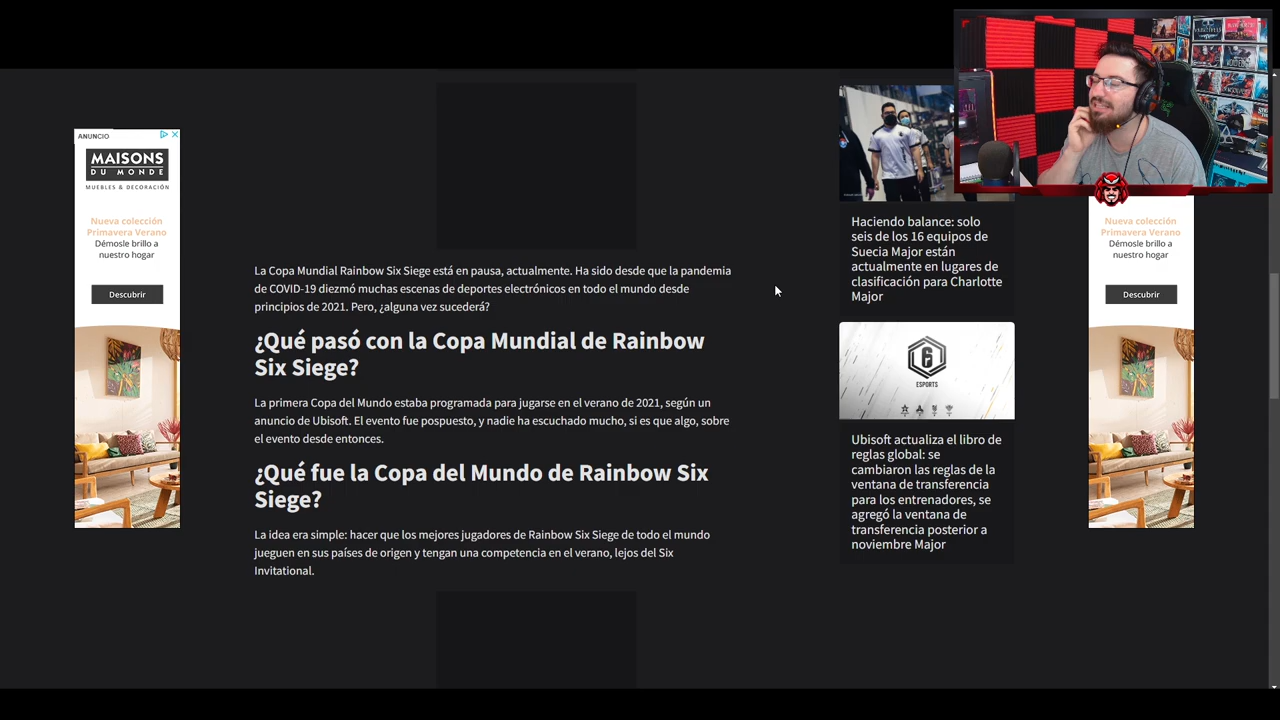 ANUNCIO
MAISONS
DU MONDE
MUEBLES & DECORACIÓN
Nueva colección
Primavera Verano
Démosle brillo a
nuestro hogar
Descubrir
La Copa Mundial Rainbow Six Siege está en pausa, actualmente. Ha sido desde que la pandemia
de COVID-19 diezmó muchas escenas de deportes electrónicos en todo el mundo desde
principios de 2021. Pero, ¿alguna vez sucederá?
¿Qué pasó con la Copa Mundial de Rainbow
Six Siege?
La primera Copa del Mundo estaba programada para jugarse en el verano de 2021, según un
anuncio de Ubisoft. El evento fue pospuesto, y nadie ha escuchado mucho, si es que algo, sobre
el evento desde entonces.
¿Qué fue la Copa del Mundo de Rainbow Six
Siege?
La idea era simple: hacer que los mejores jugadores de Rainbow Six Siege de todo el mundo
jueguen en sus países de origen y tengan una competencia en el verano, lejos del Six
Invitational.
Haciendo balance: solo
seis de los 16 equipos de
Suecia Major están
actualmente en lugares de
clasificación para Charlotte
Major
6
ESPORTS
Ubisoft actualiza el libro de
reglas global: se
cambiaron las reglas de la
ventana de transferencia
para los entrenadores, se
agregó la ventana de
transferencia posterior a
noviembre Major
Nueva colección
Primavera Verano
Démosle brillo a
nuestro hogar
Descubrir